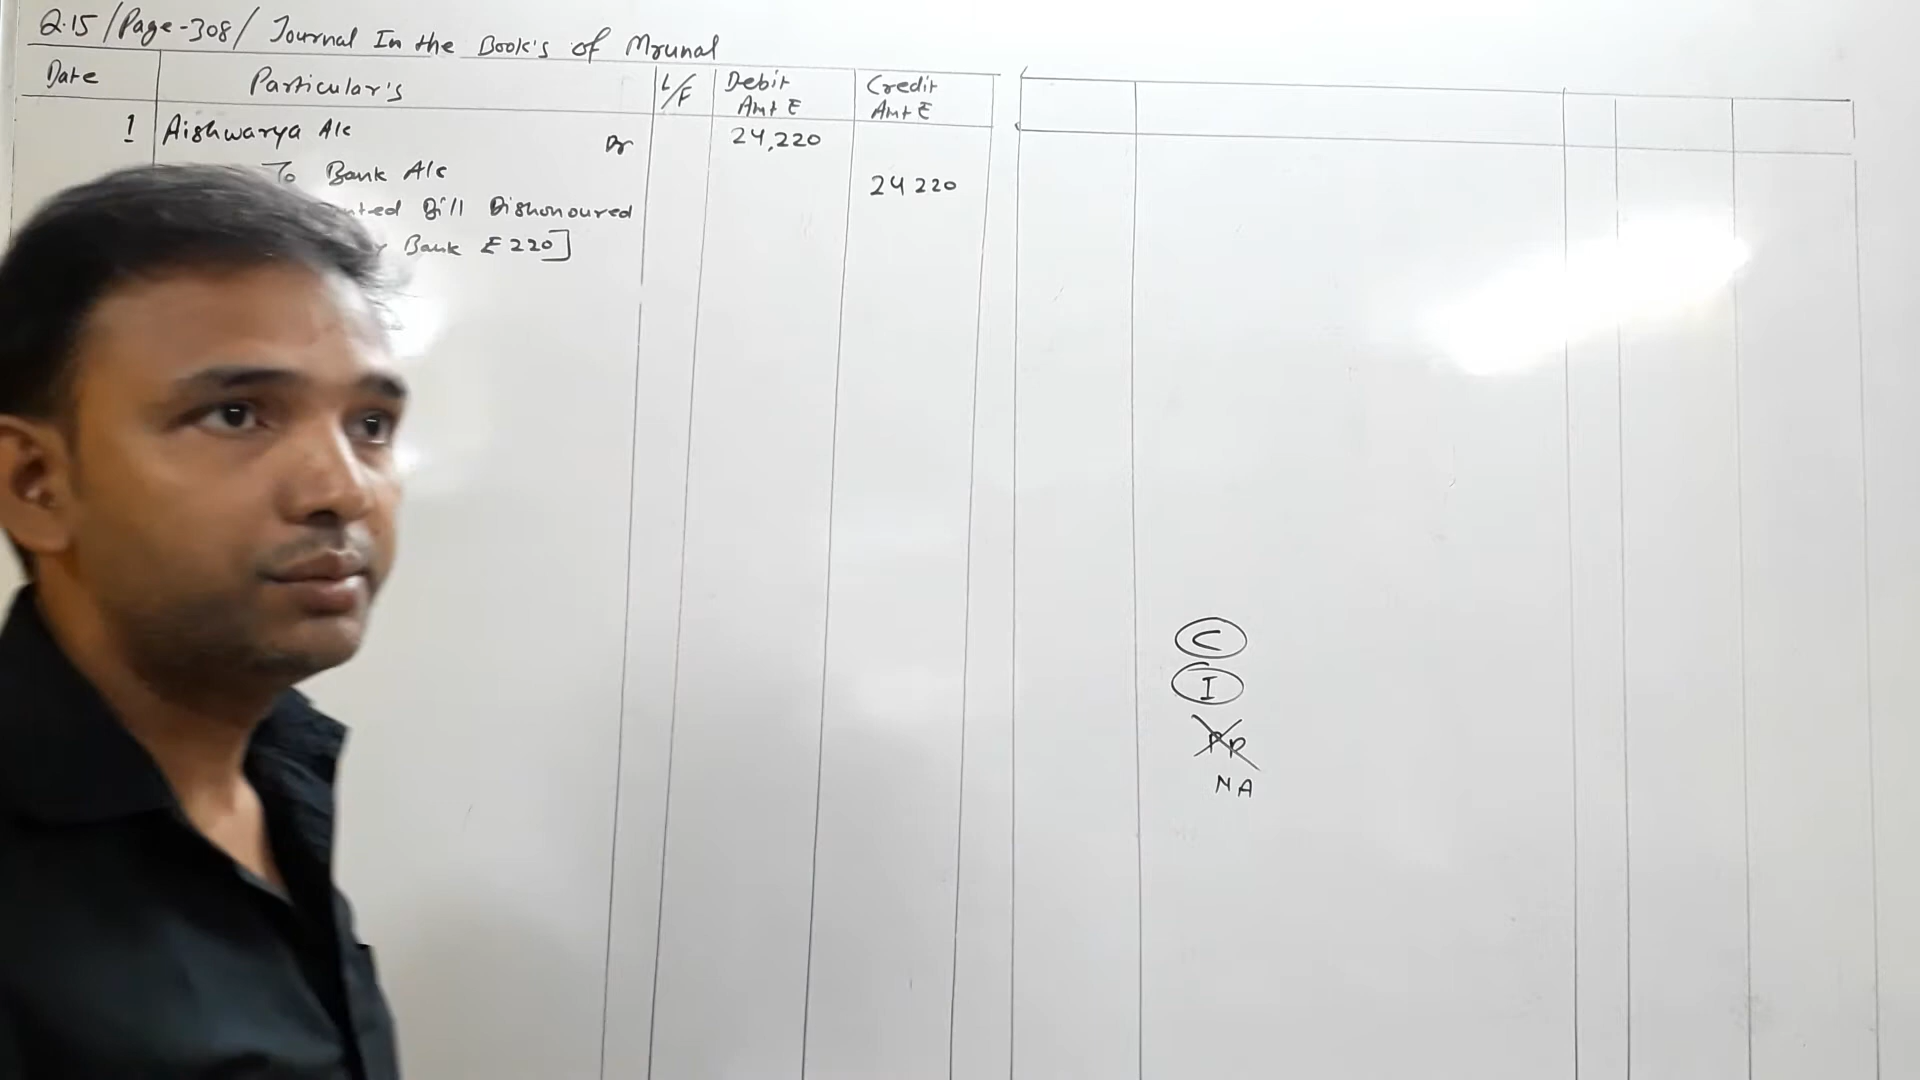 Q.15 / Page-308 / Journal In the Book's of Mrunal
Date Particular's L/F Debit Amt ₹ Credit Amt ₹
1 Aishwarya A/c Dr 24,220
To Bank A/c 24220
Bill Dishonoured
Bank ₹ 220]
C
I
NA